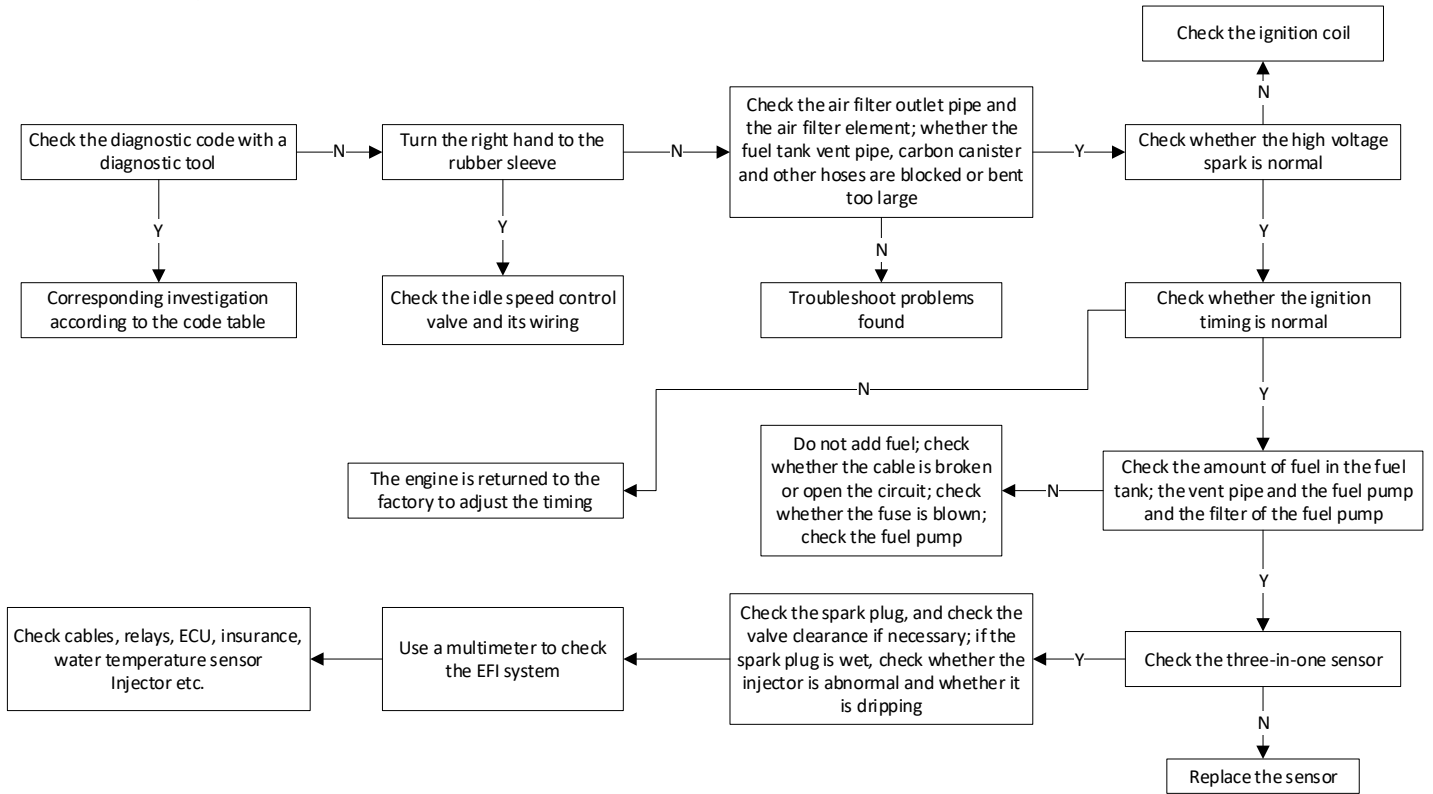 Check the ignition coil
N
Check the diagnostic code with a
diagnostic tool
N
Turn the right hand to the
rubber sleeve
N
Check the air filter outlet pipe and
the air filter element; whether the
fuel tank vent pipe, carbon canister
and other hoses are blocked or bent
too large
Y
Check whether the high voltage
spark is normal
Y
Y
N
Y
Corresponding investigation
according to the code table
Check the idle speed control
valve and its wiring
Troubleshoot problems
found
Check whether the ignition
timing is normal
N
Y
The engine is returned to the
factory to adjust the timing
Do not add fuel; check
whether the cable is broken
or open the circuit; check
whether the fuse is blown;
check the fuel pump
N
Check the amount of fuel in the fuel
tank; the vent pipe and the fuel pump
and the filter of the fuel pump
Y
Check cables, relays, ECU, insurance,
water temperature sensor
Injector etc.
Use a multimeter to check
the EFI system
Check the spark plug, and check the
valve clearance if necessary; if the
spark plug is wet, check whether the
injector is abnormal and whether it
is dripping
Y
Check the three-in-one sensor
N
Replace the sensor